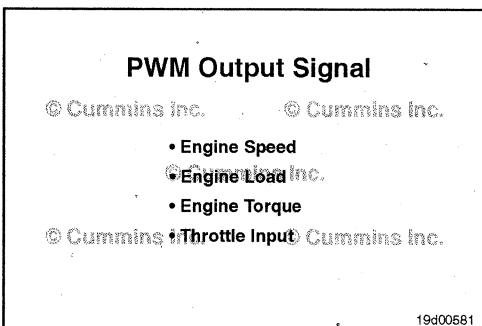 PWM Output Signal
© Cummins Inc. © Cummins Inc.
• Engine Speed
© Cummins Inc.
• Engine Load
• Engine Torque
© Cummins Inc. © Cummins Inc.
• Throttle Input
19d00581